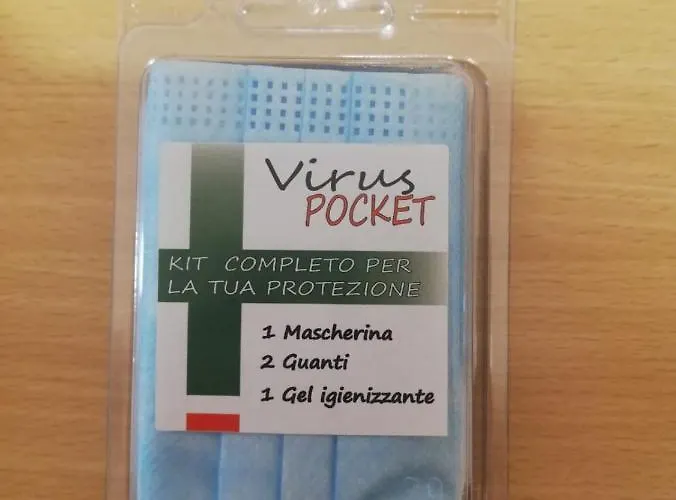 Virus
POCKET
KIT COMPLETO PER
LA TUA PROTEZIONE
1 Mascherina
2 Guanti
1 Gel igienizzante